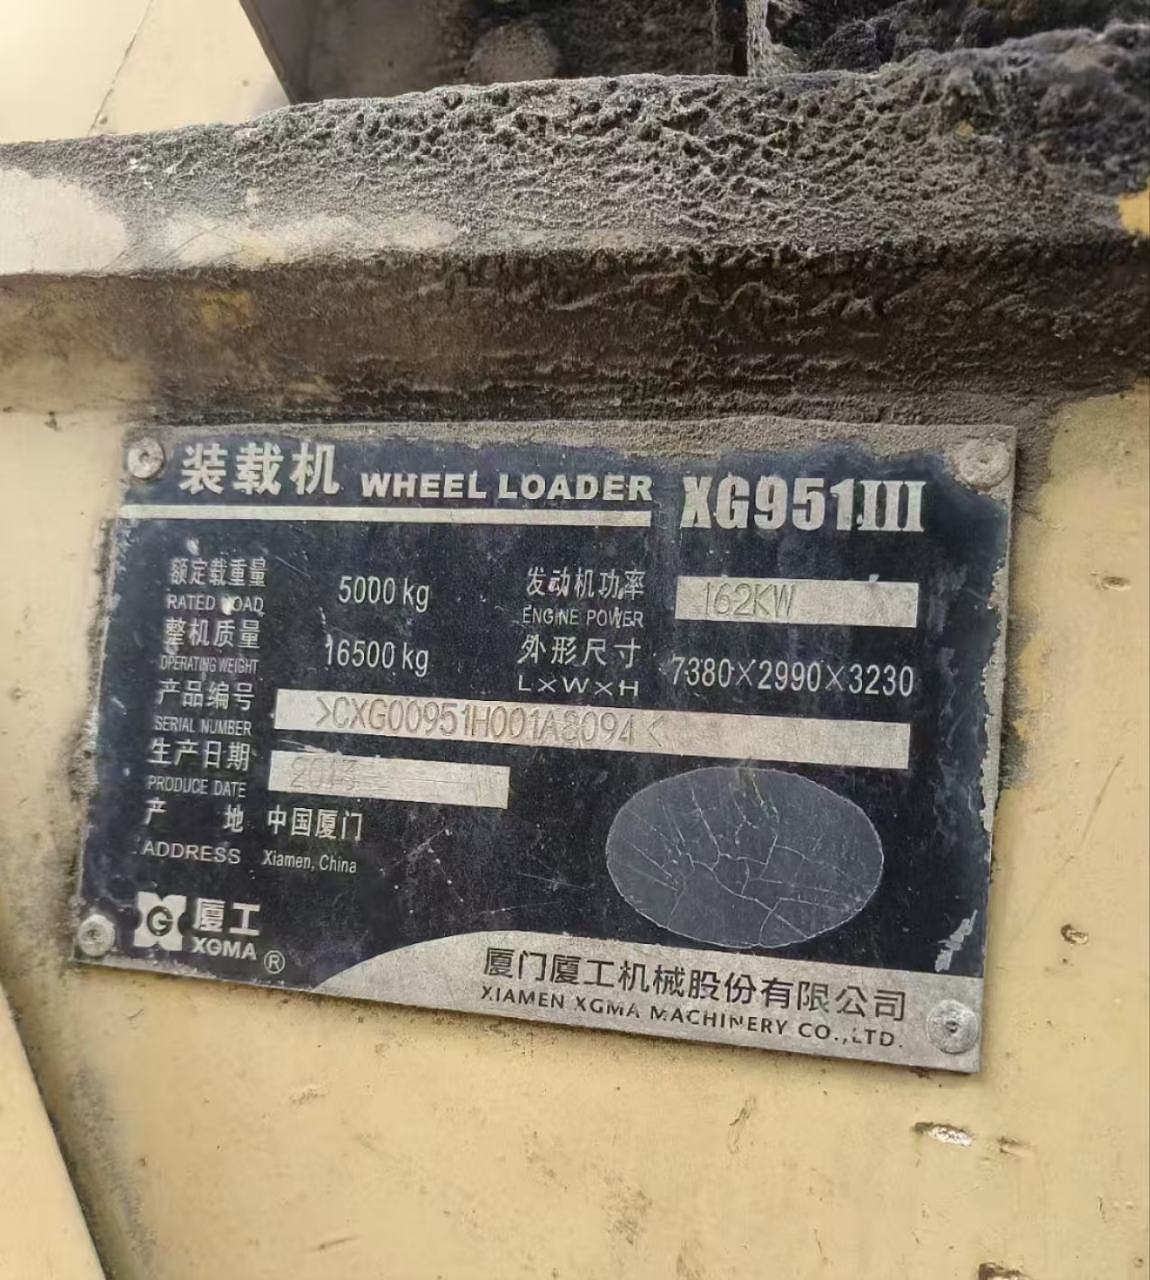 装载机 WHEEL LOADER XG951III
额定载重量 5000 kg 发动机功率 162KW
RATED LOAD ENGINE POWER
整机质量 16500 kg 外形尺寸 7380×2990×3230
OPERATING WEIGHT L×W×H
产品编号 >CXG00951H001A8094<
SERIAL NUMBER
生产日期
PRODUCE DATE
产 地 中国厦门
ADDRESS Xiamen, China
厦工
XGMA ®
厦门厦工机械股份有限公司
XIAMEN XGMA MACHINERY CO.,LTD.